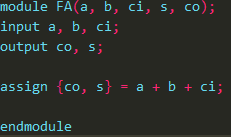 module FA(a, b, ci, s, co);
input a, b, ci;
output co, s;
assign {co, s} = a + b + ci;
endmodule